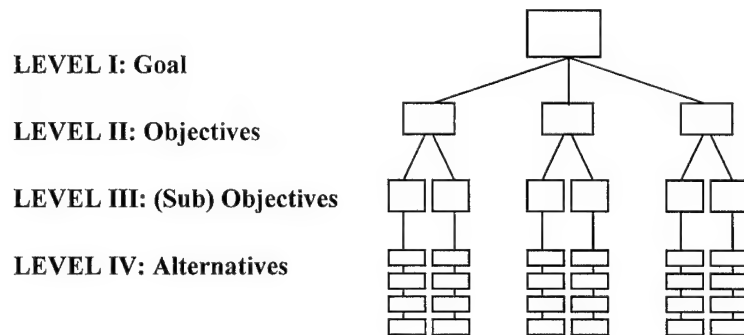 LEVEL I: Goal
LEVEL II: Objectives
LEVEL III: (Sub) Objectives
LEVEL IV: Alternatives